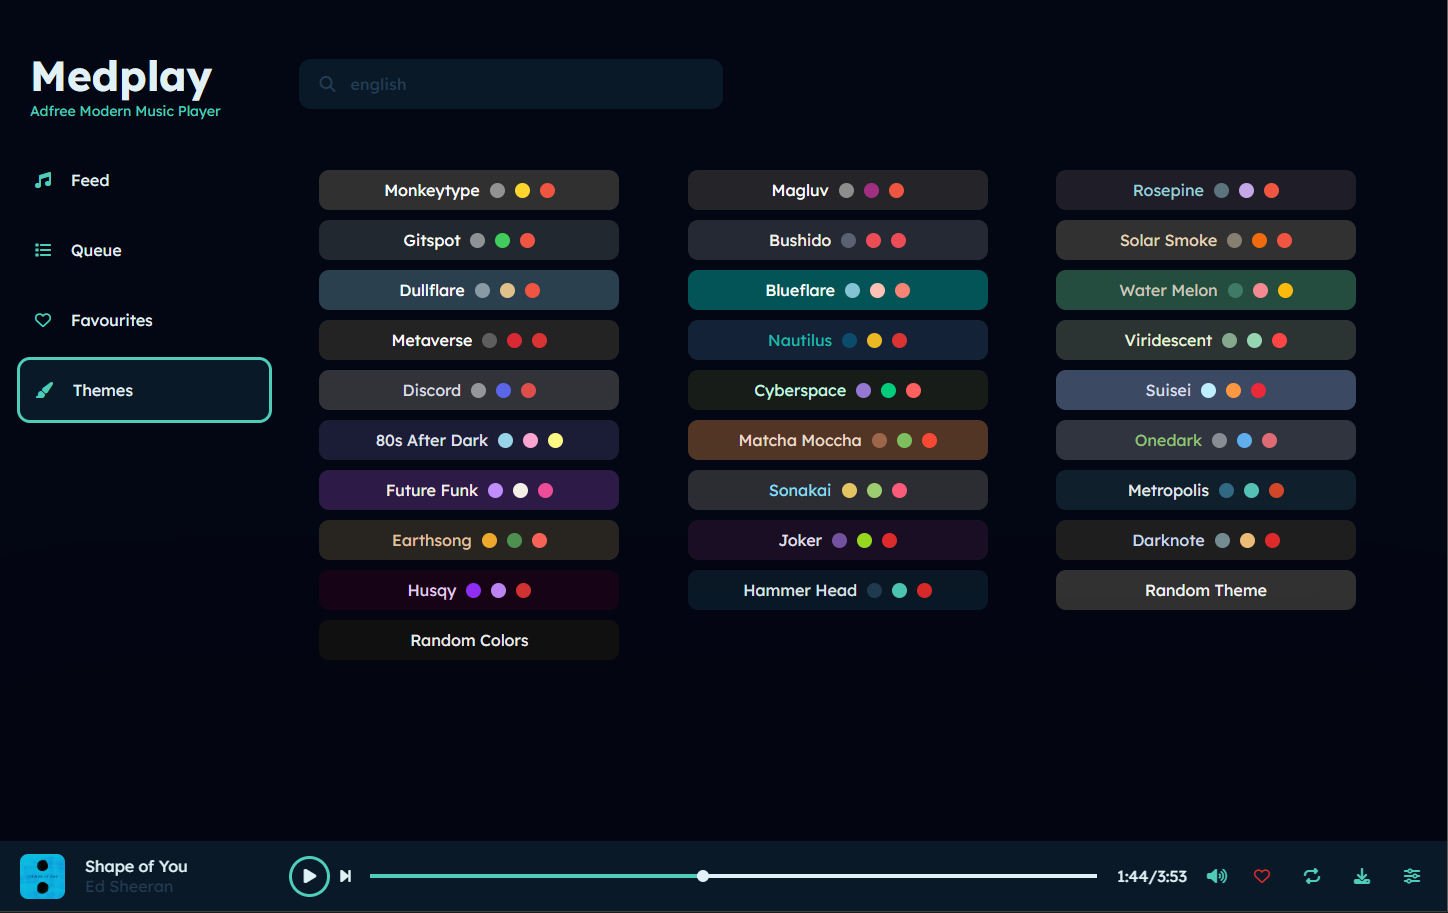 Medplay
Adfree Modern Music Player
english
Feed
Queue
Favourites
Themes
Monkeytype
Magluv
Rosepine
Gitspot
Bushido
Solar Smoke
Dullflare
Blueflare
Water Melon
Metaverse
Nautilus
Viridescent
Discord
Cyberspace
Suisei
80s After Dark
Matcha Moccha
Onedark
Future Funk
Sonakai
Metropolis
Earthsong
Joker
Darknote
Husqy
Hammer Head
Random Theme
Random Colors
Shape of You
Ed Sheeran
1:44/3:53